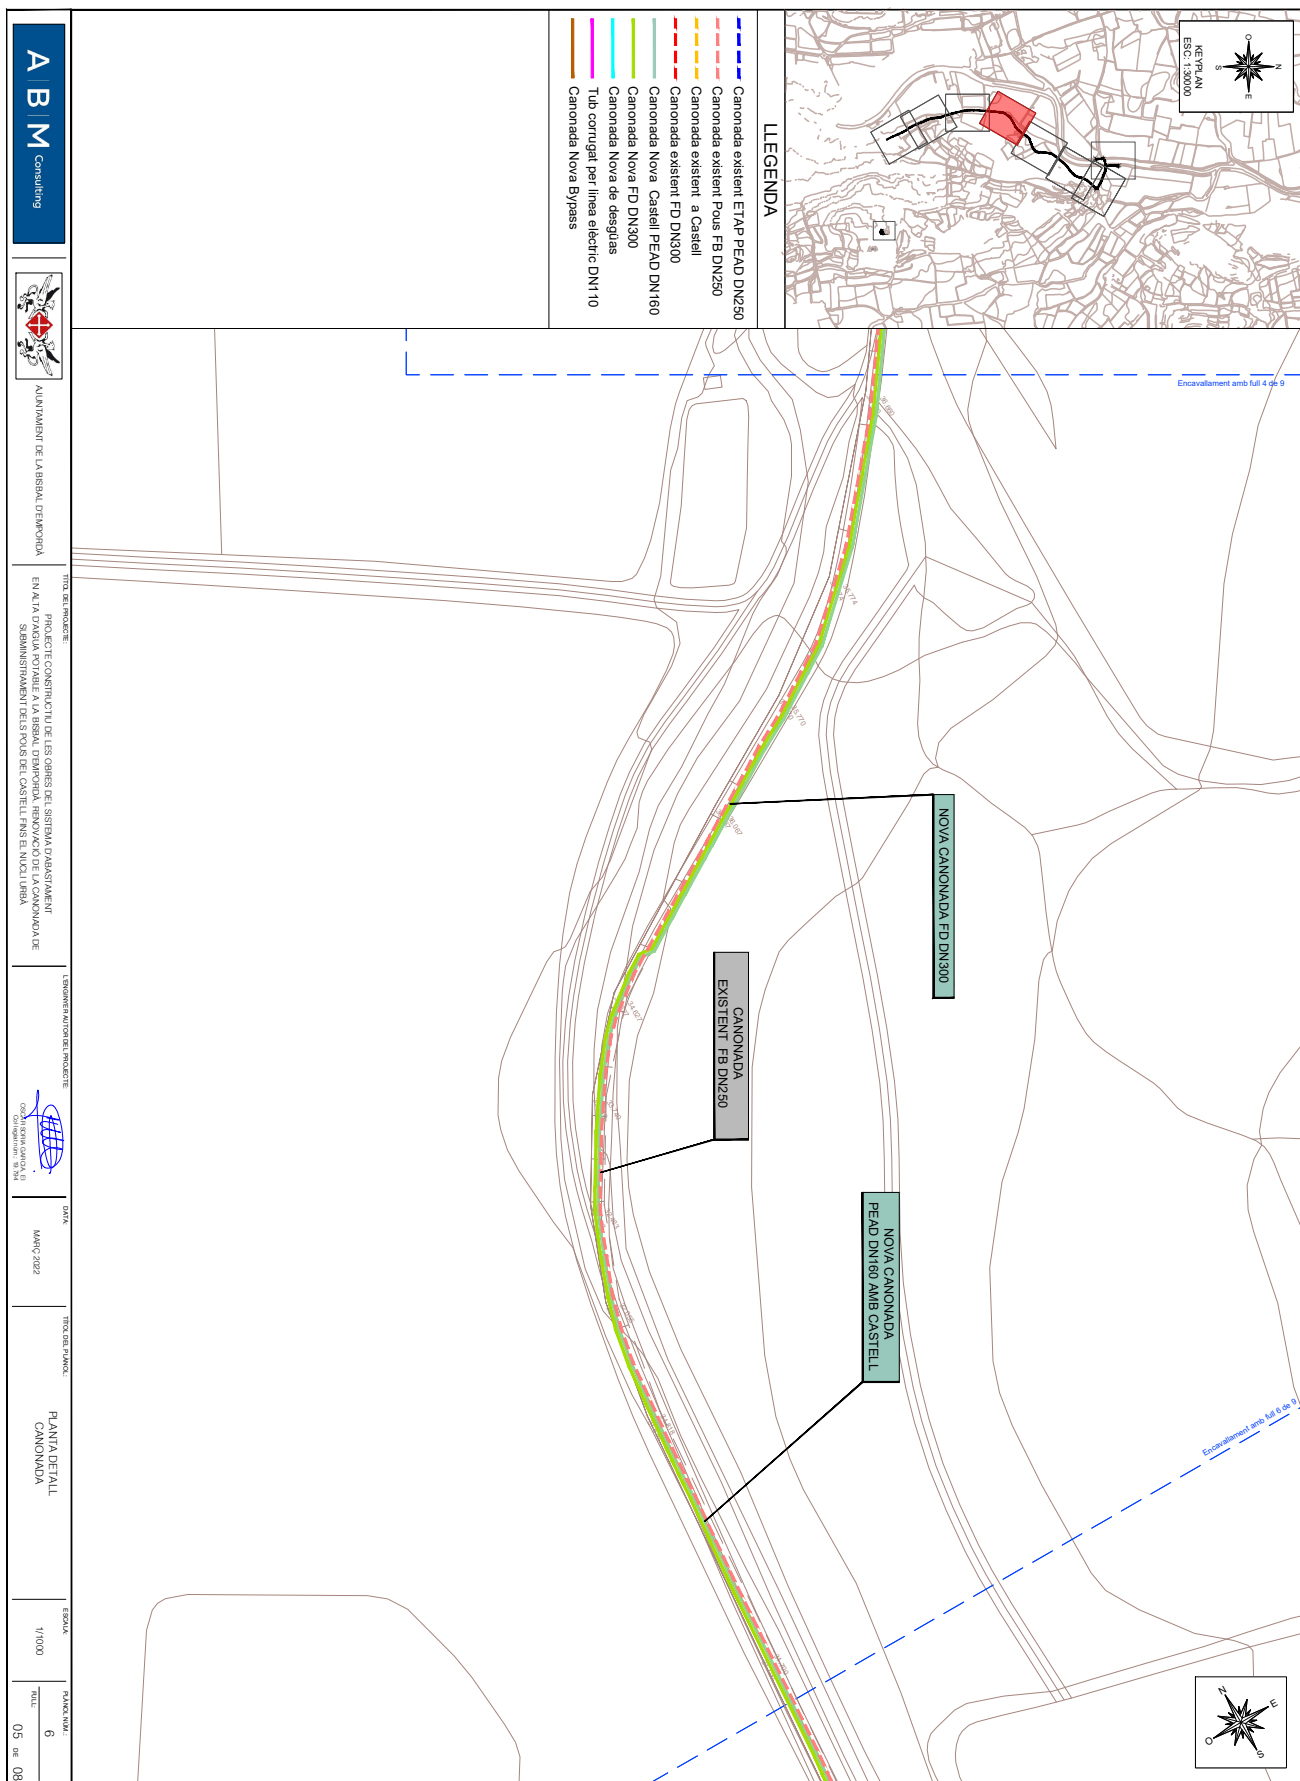 KEYPLAN
ESC: 1:30000
N
E
S
O
LLEGENDA
Canonada existent ETAP PEAD DN250
Canonada existent Pous FB DN250
Canonada existent a Castell
Canonada existent FD DN300
Canonada Nova Castell PEAD DN160
Canonada Nova FD DN300
Canonada Nova de desgüas
Tub corrugat per línea elèctric DN110
Canonada Nova Bypass
Encavallament amb full 4 de 9
NOVA CANONADA FD DN300
CANONADA
EXISTENT FB DN250
NOVA CANONADA
PEAD DN160 AMB CASTELL
Encavallament amb full 6 de 9
N
E
S
O
A B M Consulting
AJUNTAMENT DE LA BISBAL D'EMPORDÀ
TÍTOL DEL PROJECTE:
PROJECTE CONSTRUCTIU DE LES OBRES DEL SISTEMA D'ABASTAMENT
EN ALTA D'AIGUA POTABLE A LA BISBAL D'EMPORDÀ. RENOVACIÓ DE LA CANONADA DE
SUBMINISTRAMENT DELS POUS DEL CASTELL FINS EL NUCLI URBÀ
L'ENGINYER AUTOR DEL PROJECTE:
DATA:
MARÇ 2022
TÍTOL DEL PLÀNOL:
PLANTA DETALL
CANONADA
ESCALA:
1/1000
PLÀNOL NÚM.:
6
FULL:
05 DE 08